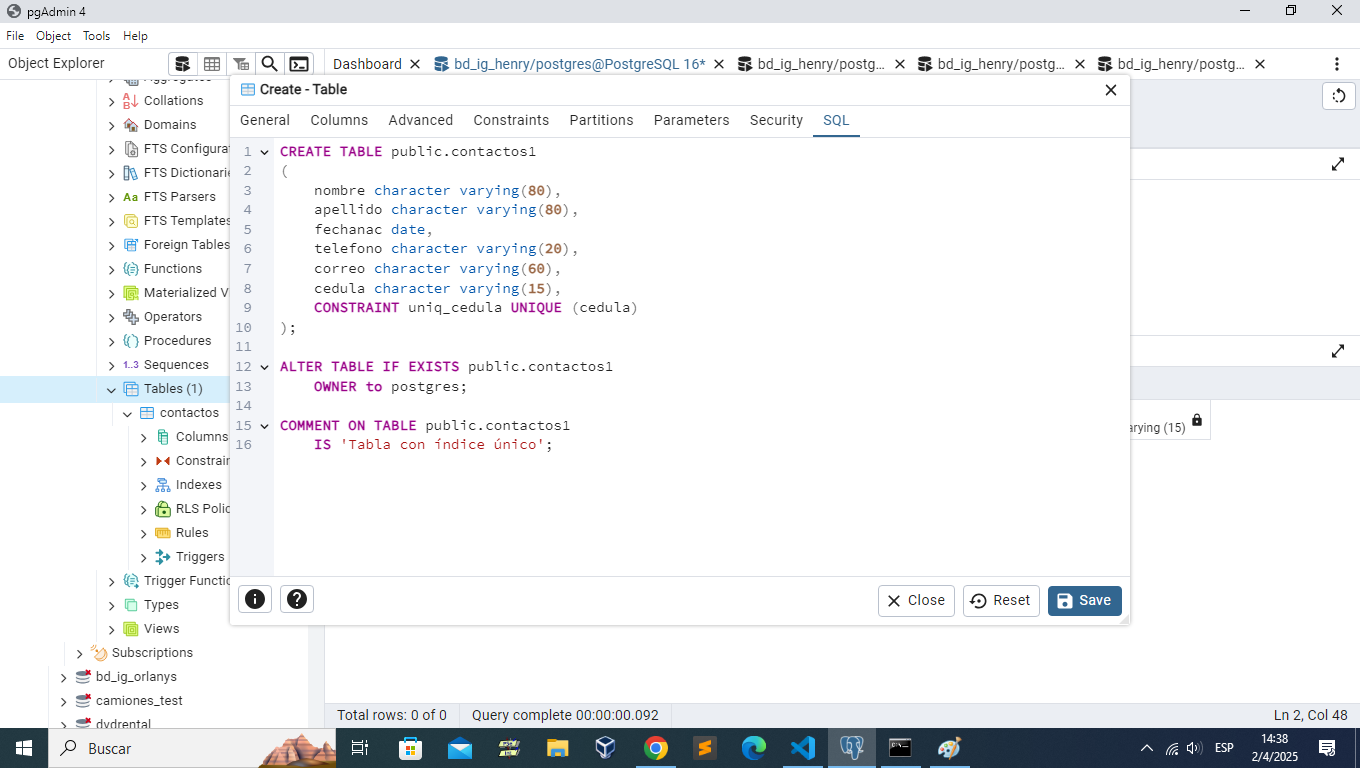 pgAdmin 4
File Object Tools Help
Object Explorer
Dashboard
bd_ig_henry/postgres@PostgreSQL 16*
bd_ig_henry/postg...
bd_ig_henry/postg...
bd_ig_henry/postg...
Aggregates
Collations
Domains
FTS Configura
FTS Dictionarie
Aa FTS Parsers
FTS Templates
Foreign Tables
Functions
Materialized V
Operators
Procedures
1..3 Sequences
Tables (1)
contactos
Columns
Constrain
Indexes
RLS Polic
Rules
Triggers
Trigger Functio
Types
Views
Subscriptions
bd_ig_orlanys
camiones_test
dvdrental
Create - Table
General Columns Advanced Constraints Partitions Parameters Security SQL
1 CREATE TABLE public.contactos1
2 (
3 nombre character varying(80),
4 apellido character varying(80),
5 fechanac date,
6 telefono character varying(20),
7 correo character varying(60),
8 cedula character varying(15),
9 CONSTRAINT uniq_cedula UNIQUE (cedula)
10 );
11
12 ALTER TABLE IF EXISTS public.contactos1
13 OWNER to postgres;
14
15 COMMENT ON TABLE public.contactos1
16 IS 'Tabla con índice único';
Close Reset Save
arying (15)
Total rows: 0 of 0 Query complete 00:00:00.092 Ln 2, Col 48
Buscar
ESP
14:38
2/4/2025